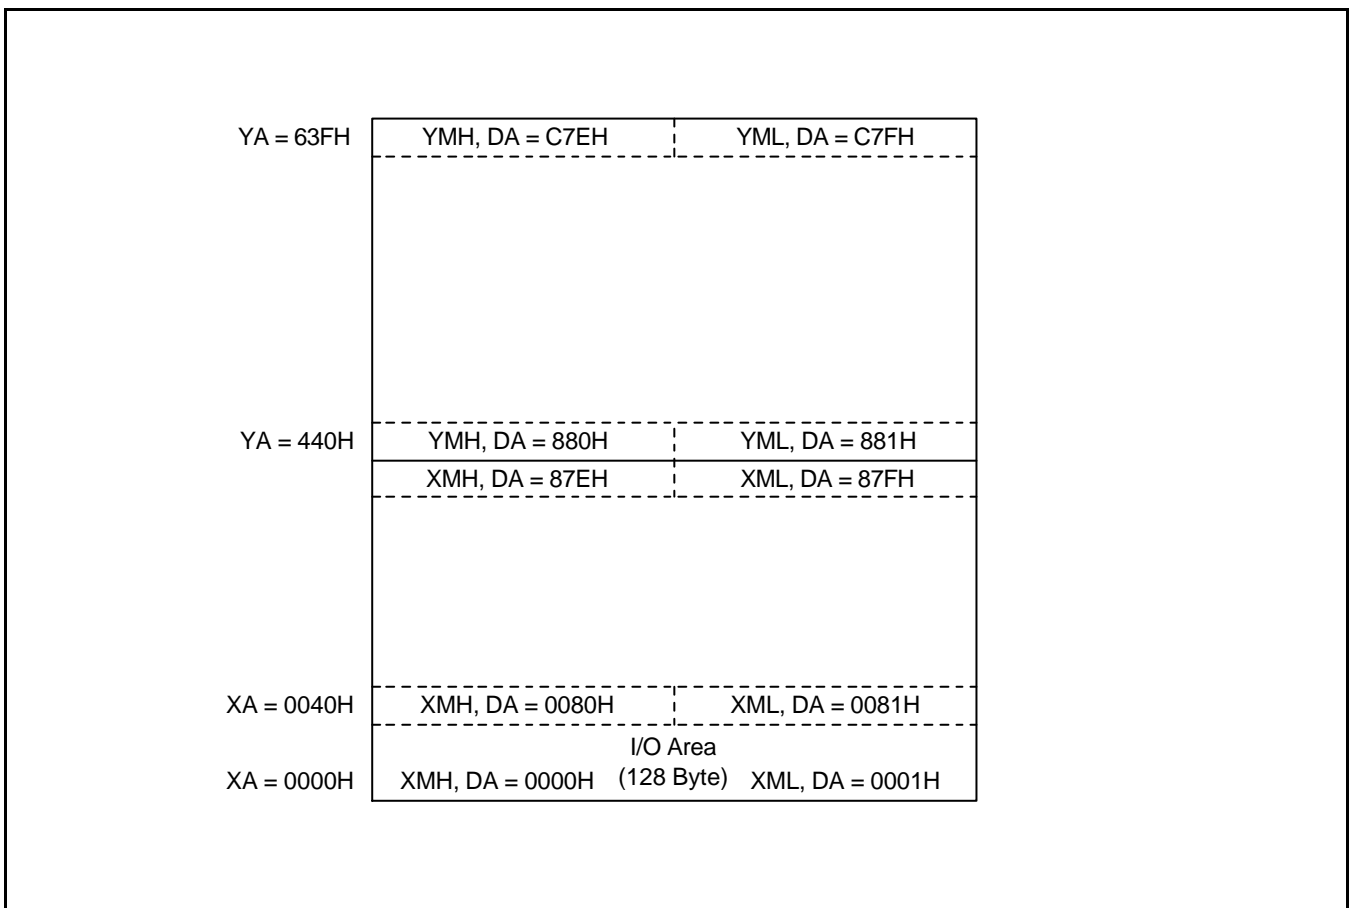 YA = 63FH YMH, DA = C7EH YML, DA = C7FH
YA = 440H YMH, DA = 880H YML, DA = 881H
XMH, DA = 87EH XML, DA = 87FH
XA = 0040H XMH, DA = 0080H XML, DA = 0081H
I/O Area
(128 Byte)
XA = 0000H XMH, DA = 0000H XML, DA = 0001H